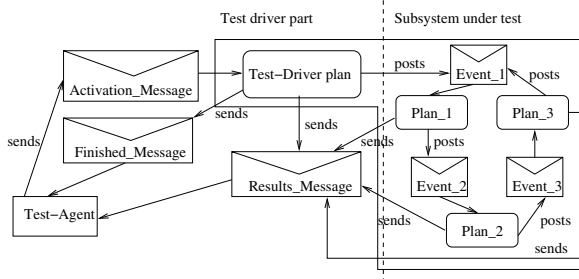 Test driver part
Subsystem under test
Test-Driver plan
posts
Event_1
Activation_Message
posts
Plan_1
Plan_3
sends
sends
sends
sends
sends
posts
Finished_Message
Results_Message
Event_2
Event_3
Test-Agent
sends
posts
Plan_2
sends